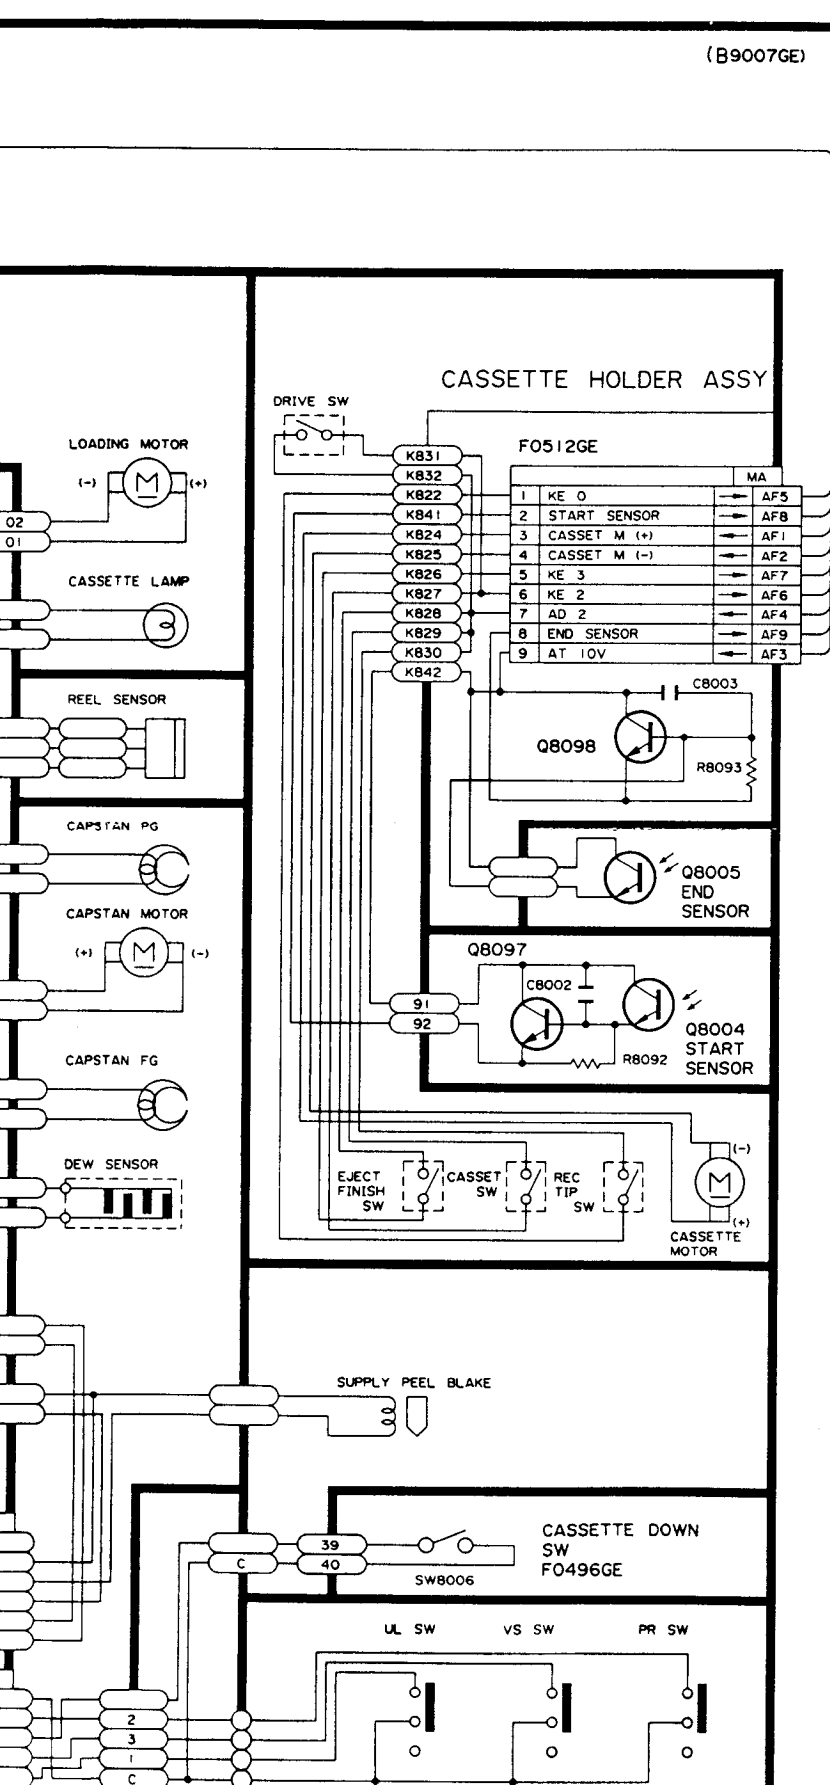 (B9007GE)
CASSETTE HOLDER ASSY
DRIVE SW
LOADING MOTOR
(-) M (+)
02
01
CASSETTE LAMP
REEL SENSOR
CAPSTAN PG
CAPSTAN MOTOR
(+) M (-)
CAPSTAN FG
DEW SENSOR
K831
K832
K822
K841
K824
K825
K826
K827
K828
K829
K830
K842
F0512GE
MA
1 KE 0 AF5
2 START SENSOR AF8
3 CASSET M (+) AF1
4 CASSET M (-) AF2
5 KE 3 AF7
6 KE 2 AF6
7 AD 2 AF4
8 END SENSOR AF9
9 AT 10V AF3
C8003
Q8098
R8093
Q8005
END
SENSOR
Q8097
C8002
91
92
Q8004
START
SENSOR
R8092
EJECT
FINISH
SW
CASSET
SW
REC
TIP
SW
(-)
M
(+)
CASSETTE
MOTOR
SUPPLY PEEL BLAKE
39
C 40
SW8006
CASSETTE DOWN
SW
F0496GE
UL SW
VS SW
PR SW
2
3
1
C